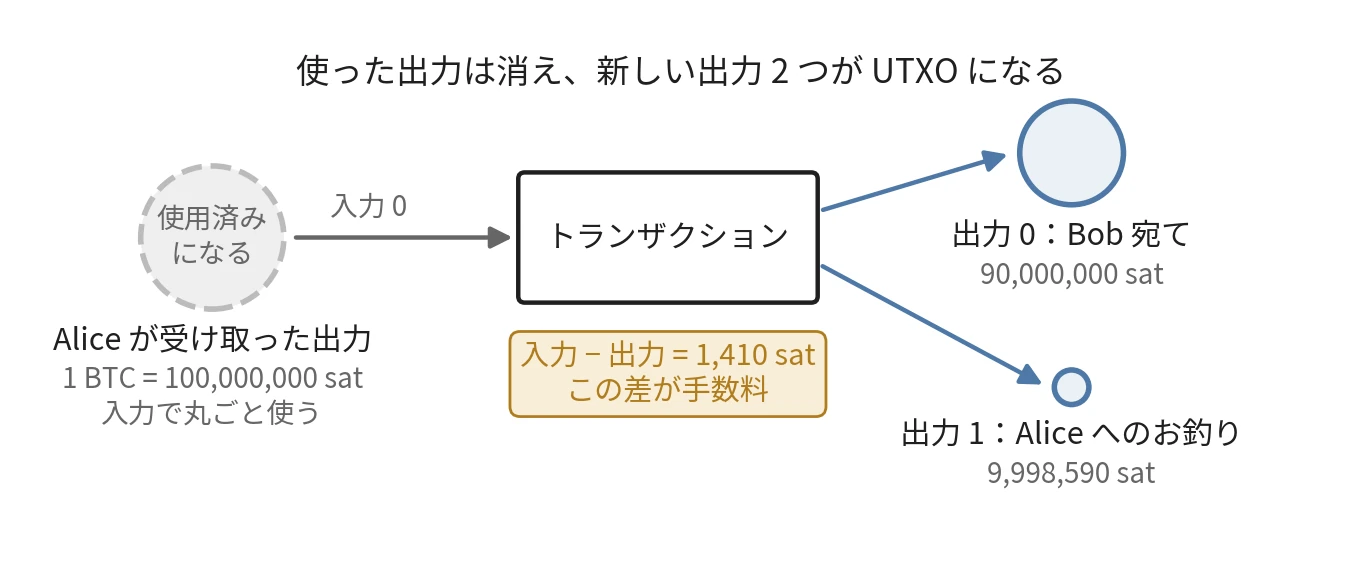 使った出力は消え、新しい出力 2 つが UTXO になる
使用済み
になる
入力 0
トランザクション
Alice が受け取った出力
1 BTC = 100,000,000 sat
入力で丸ごと使う
入力 − 出力 = 1,410 sat
この差が手数料
出力 0：Bob 宛て
90,000,000 sat
出力 1：Alice へのお釣り
9,998,590 sat